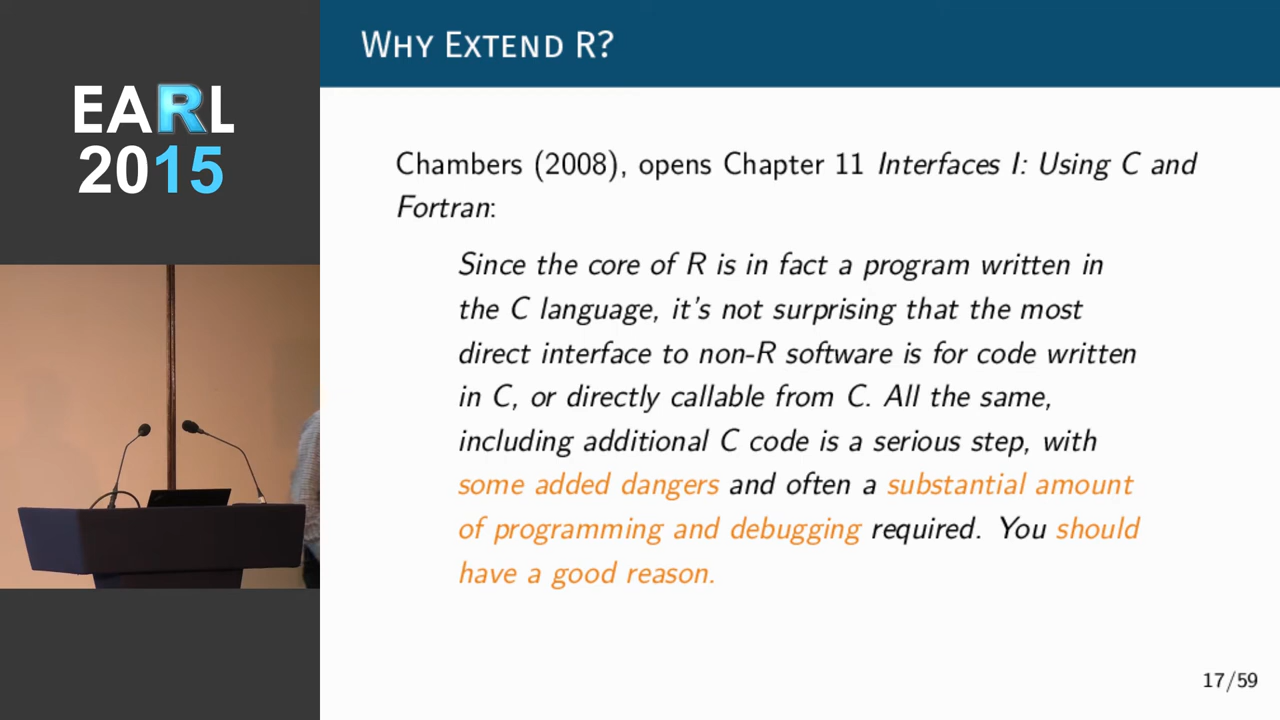 EARL
2015
WHY EXTEND R?
Chambers (2008), opens Chapter 11 Interfaces I: Using C and
Fortran:
Since the core of R is in fact a program written in
the C language, it's not surprising that the most
direct interface to non-R software is for code written
in C, or directly callable from C. All the same,
including additional C code is a serious step, with
some added dangers and often a substantial amount
of programming and debugging required. You should
have a good reason.
17/59